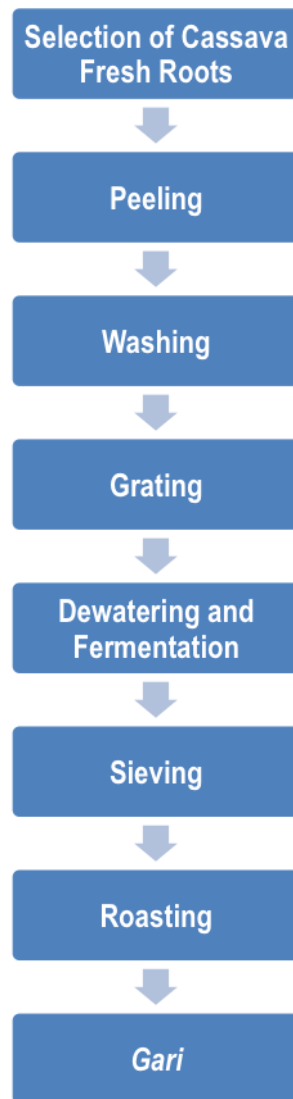 Selection of Cassava
Fresh Roots
Peeling
Washing
Grating
Dewatering and
Fermentation
Sieving
Roasting
Gari